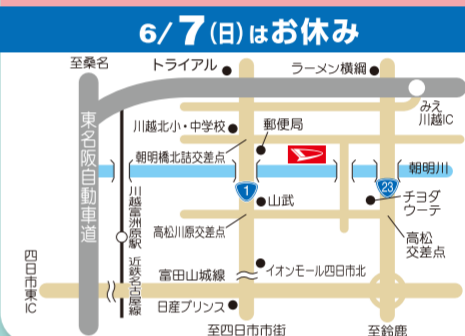 6/7(日)はお休み
至桑名
トライアル
ラーメン横綱
みえ
川越IC
東名阪自動車道
川越北小・中学校
郵便局
朝明橋北詰交差点
朝明川
1
23
山武
チヨダ
ウーテ
川越富洲原駅
近鉄名古屋線
高松川原交差点
高松
交差点
四日市東IC
富田山城線
イオンモール四日市北
日産プリンス
至四日市市街
至鈴鹿